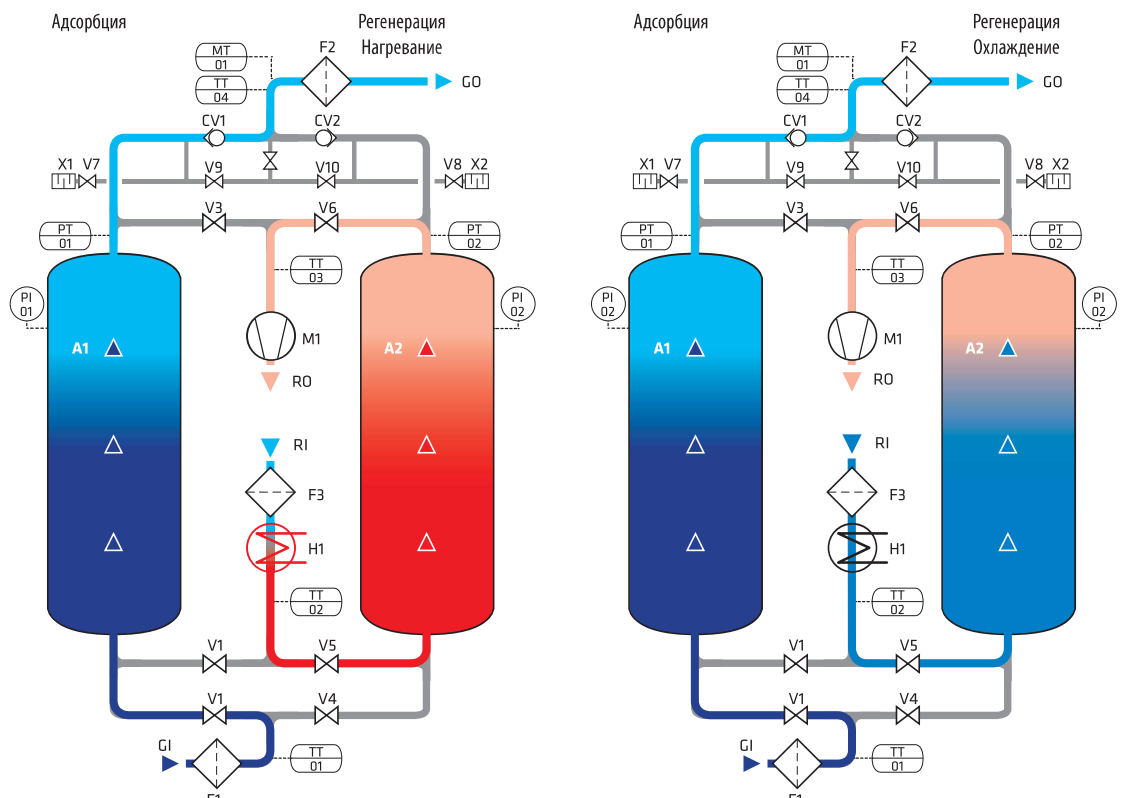 Адсорбция
Регенерация
Нагревание
MT
01
TT
04
F2
GO
CV1
CV2
X1 V7
V9
V10
V8 X2
V3
V6
PT
01
PT
02
TT
03
PI
01
PI
02
A1
M1
A2
RO
RI
F3
H1
TT
02
V1
V5
V1
V4
GI
TT
01
F1
Адсорбция
Регенерация
Охлаждение
MT
01
TT
04
F2
GO
CV1
CV2
X1 V7
V9
V10
V8 X2
V3
V6
PT
01
PT
02
TT
03
PI
02
PI
02
A1
M1
A2
RO
RI
F3
H1
TT
02
V1
V5
V1
V4
GI
TT
01
F1